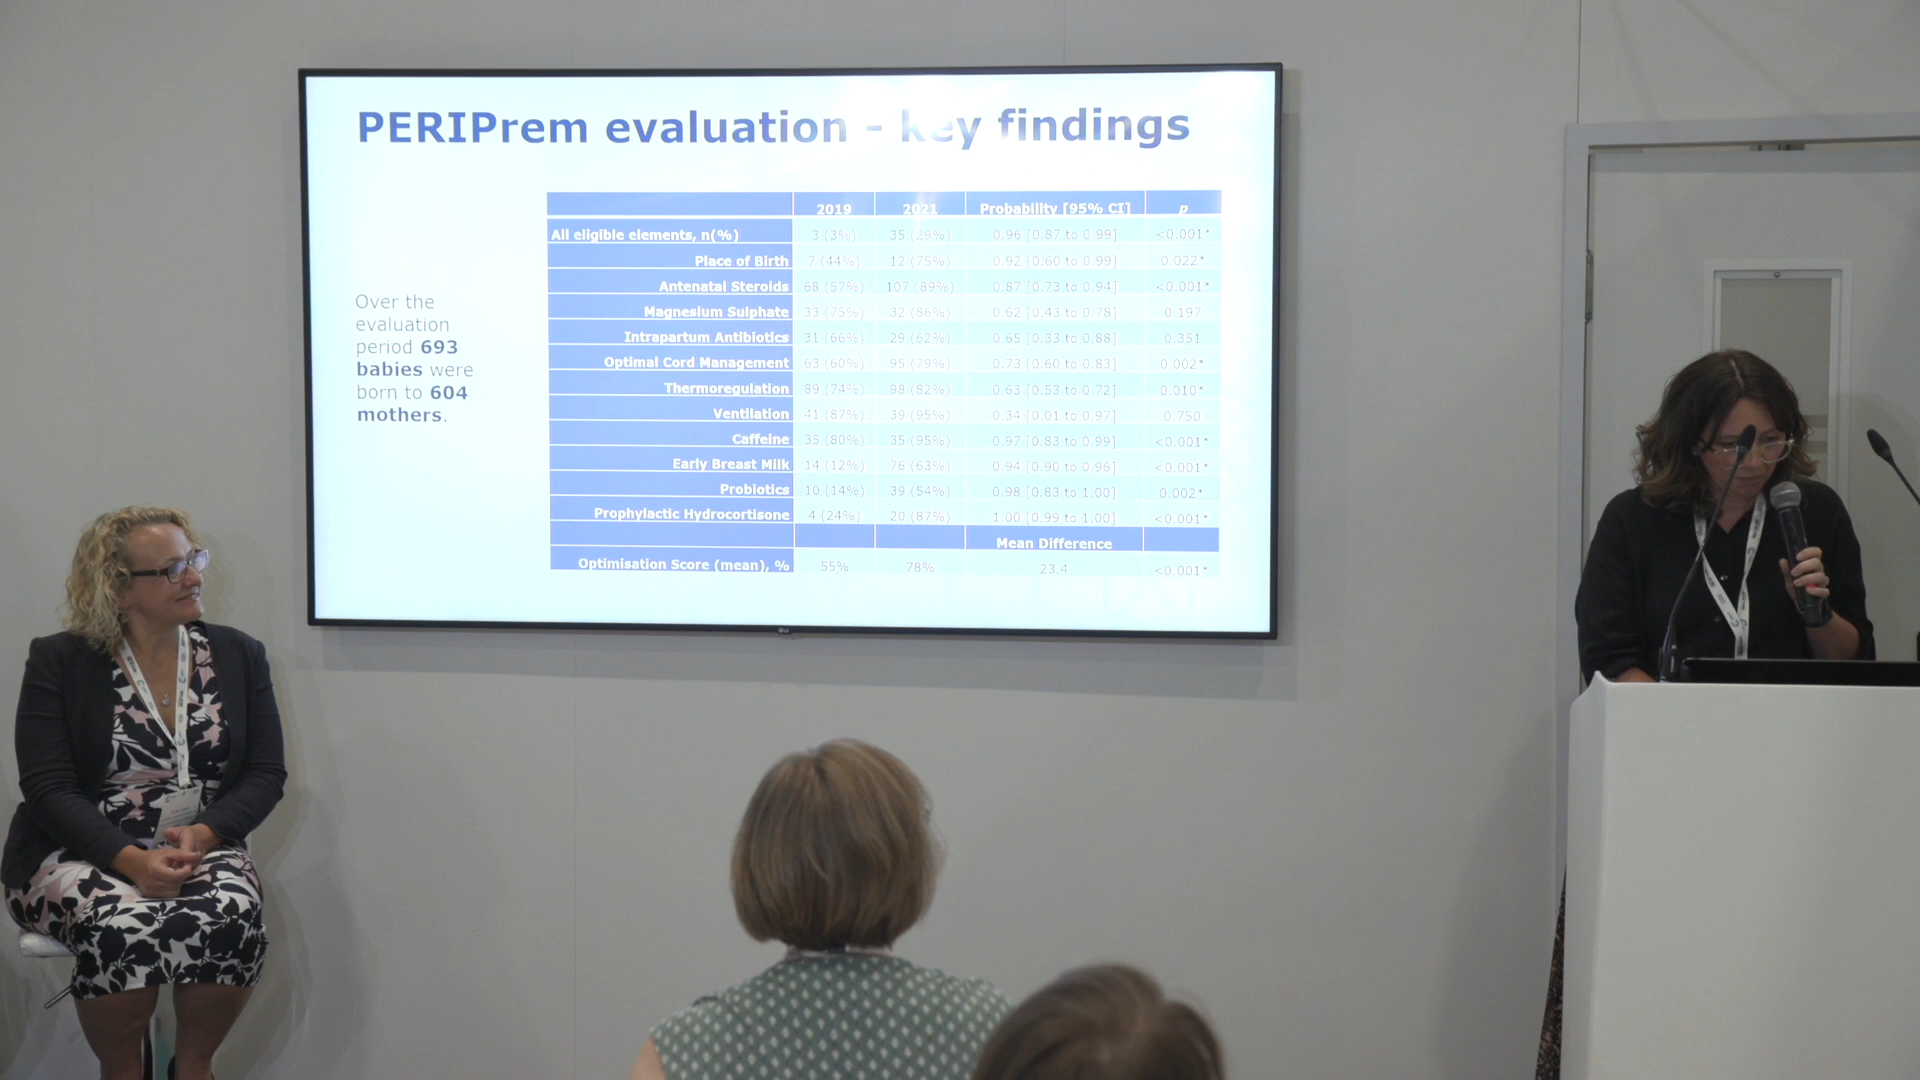 PERIPrem evaluation - key findings
Over the
evaluation
period 693
babies were
born to 604
mothers.
2019 2021 Probability [95% CI] p
All eligible elements, n(%) 3 (3%) 35 (29%) 0.96 [0.87 to 0.99] <0.001*
Place of Birth 7 (44%) 12 (75%) 0.92 [0.60 to 0.99] 0.022*
Antenatal Steroids 68 (57%) 107 (89%) 0.87 [0.73 to 0.94] <0.001*
Magnesium Sulphate 33 (75%) 32 (86%) 0.62 [0.43 to 0.78] 0.197
Intrapartum Antibiotics 31 (66%) 29 (62%) 0.65 [0.33 to 0.88] 0.351
Optimal Cord Management 63 (60%) 95 (79%) 0.73 [0.60 to 0.83] 0.002*
Thermoregulation 89 (74%) 98 (82%) 0.63 [0.53 to 0.72] 0.010*
Ventilation 41 (87%) 39 (95%) 0.34 [0.01 to 0.97] 0.750
Caffeine 35 (80%) 35 (95%) 0.97 [0.83 to 0.99] <0.001*
Early Breast Milk 14 (12%) 76 (63%) 0.94 [0.90 to 0.96] <0.001*
Probiotics 10 (14%) 39 (54%) 0.98 [0.83 to 1.00] 0.002*
Prophylactic Hydrocortisone 4 (24%) 20 (87%) 1.00 [0.99 to 1.00] <0.001*
Mean Difference
Optimisation Score (mean), % 55% 78% 23.4 <0.001*